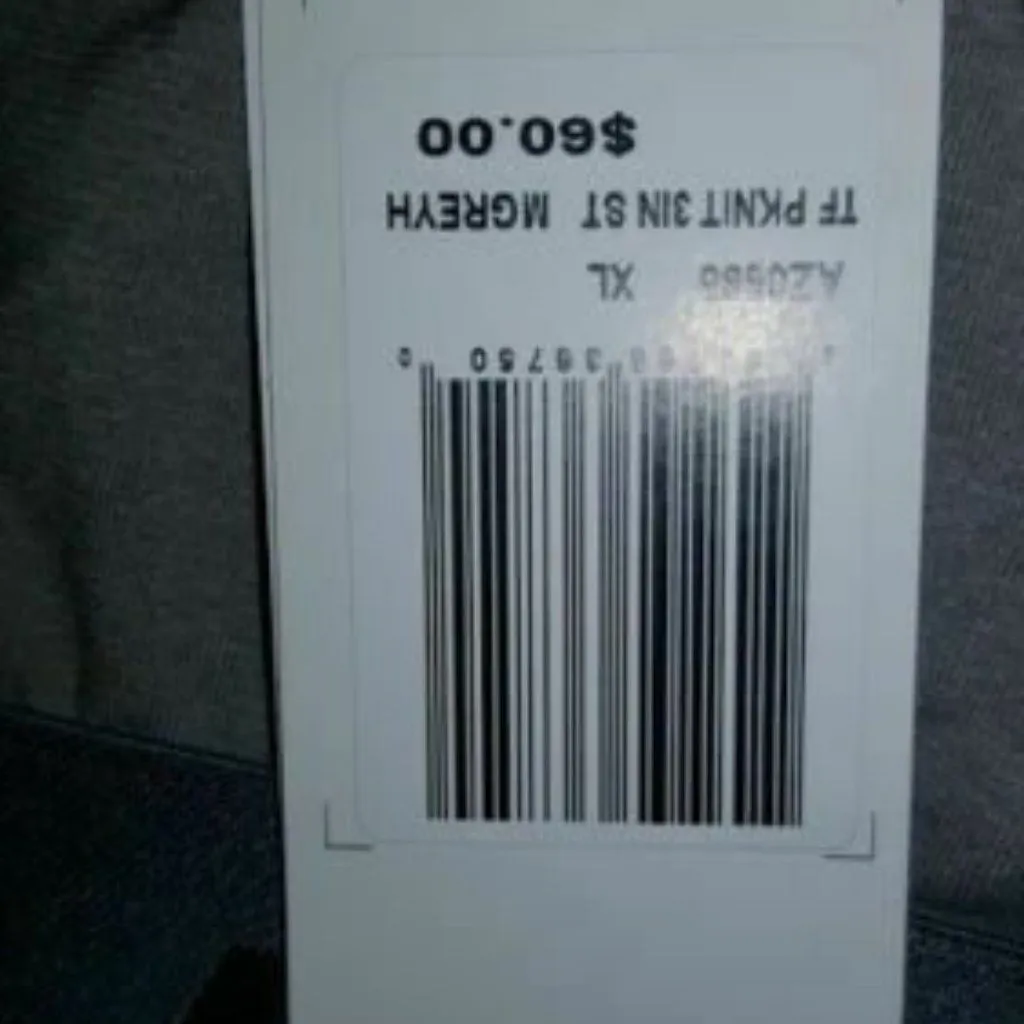 XL
TF PKNIT 3IN ST MGREYH
$60.00